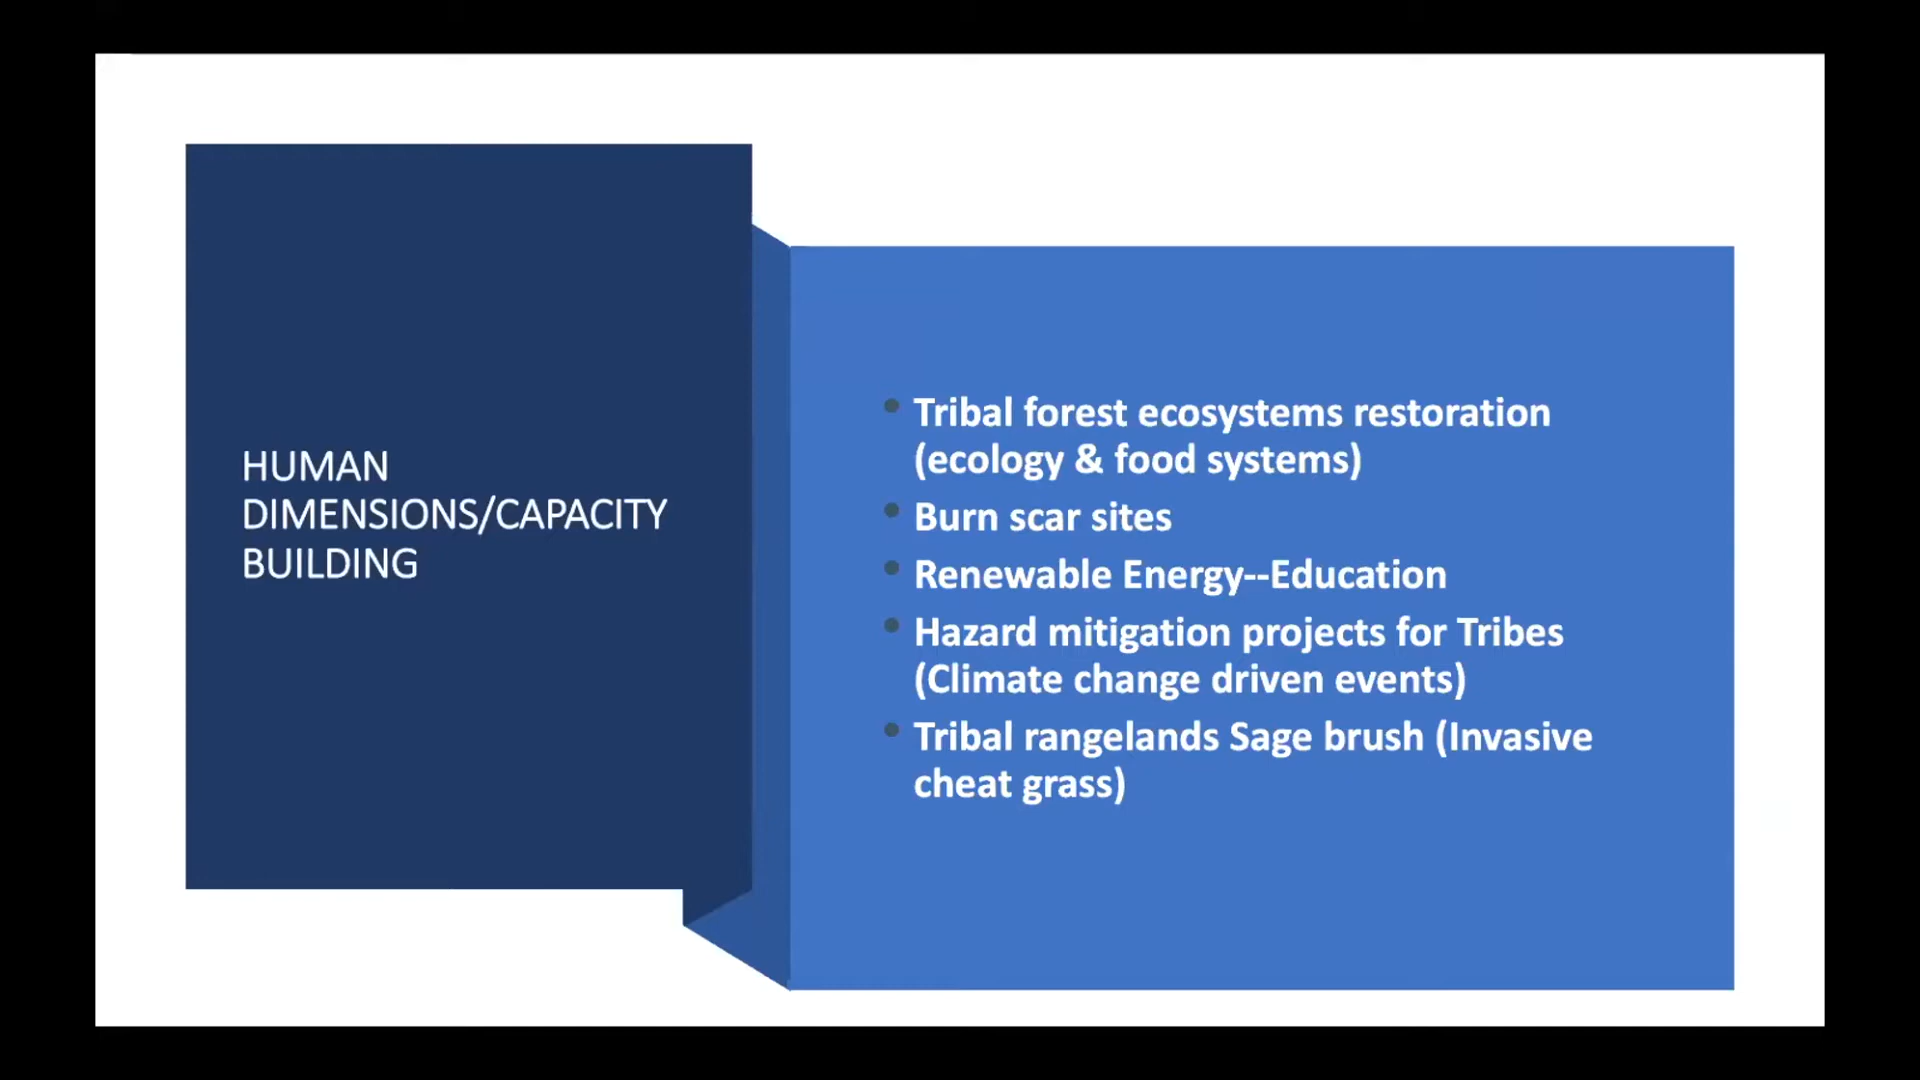 HUMAN
DIMENSIONS/CAPACITY
BUILDING
• Tribal forest ecosystems restoration
(ecology & food systems)
• Burn scar sites
• Renewable Energy--Education
• Hazard mitigation projects for Tribes
(Climate change driven events)
• Tribal rangelands Sage brush (Invasive
cheat grass)